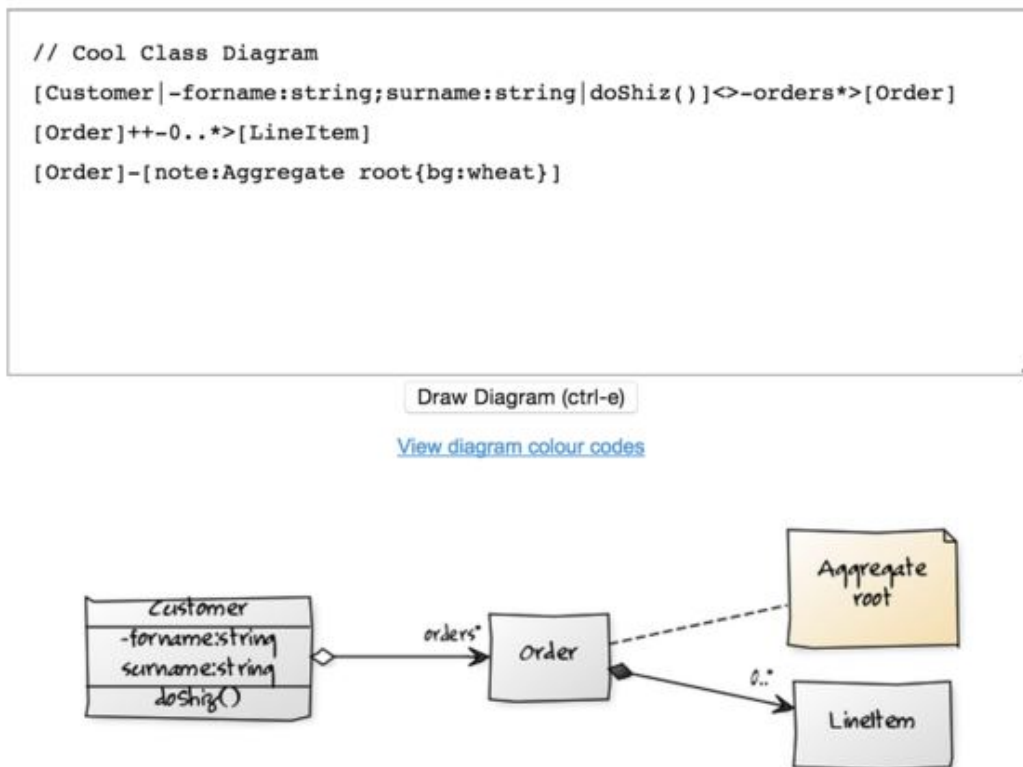 // Cool Class Diagram
[Customer|-forname:string;surname:string|doShiz()]<>-orders*>[Order]
[Order]++-0..*>[LineItem]
[Order]-[note:Aggregate root{bg:wheat}]
Draw Diagram (ctrl-e)
View diagram colour codes
Customer
-forname:string
surname:string
doShiz()
orders*
Order
Aggregate
root
0..*
LineItem